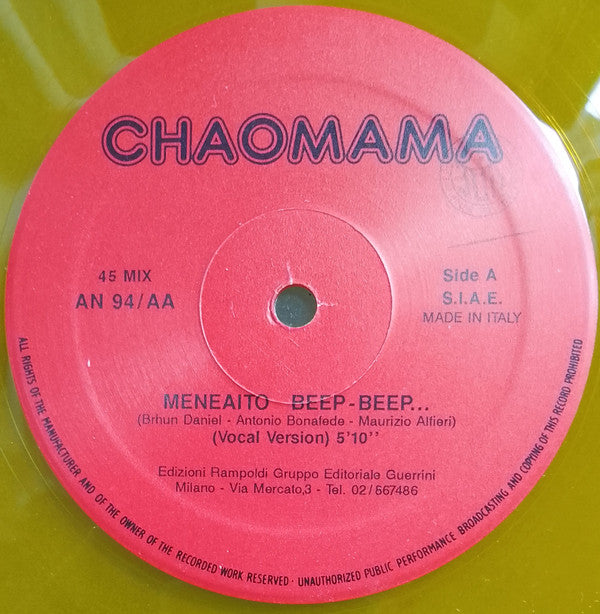 CHAOMAMA
45 MIX
AN 94/AA
Side A
S.I.A.E.
MADE IN ITALY
MENEAITO BEEP-BEEP...
(Brhun Daniel - Antonio Bonafede - Maurizio Alfieri)
(Vocal Version) 5'10''
Edizioni Rampoldi Gruppo Editoriale Guerrini
Milano - Via Mercato,3 - Tel. 02/567486
ALL RIGHTS OF THE MANUFACTURER AND OF THE OWNER OF THE RECORDED WORK RESERVED · UNAUTHORIZED PUBLIC PERFORMANCE BROADCASTING AND COPYING OF THIS RECORD PROHIBITED